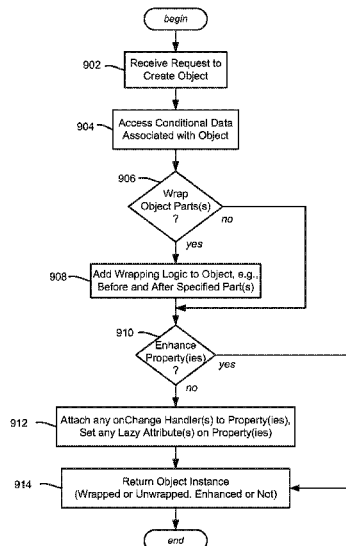 begin
902
Receive Request to
Create Object
904
Access Conditional Data
Associated with Object
906
Wrap
Object Parts(s)
?
no
yes
908
Add Wrapping Logic to Object, e.g.,
Before and After Specified Part(s)
910
Enhance
Property(ies)
?
yes
no
912
Attach any onChange Handler(s) to Property(ies),
Set any Lazy Attribute(s) on Property(ies)
914
Return Object Instance
(Wrapped or Unwrapped, Enhanced or Not)
end